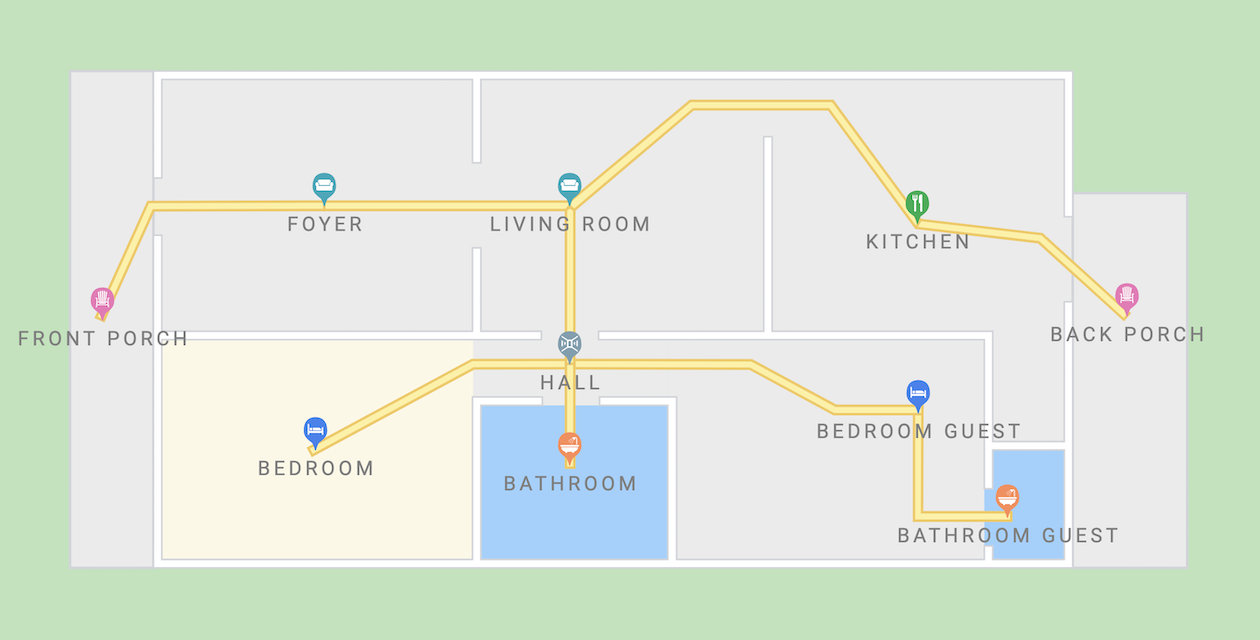 FOYER
LIVING ROOM
KITCHEN
FRONT PORCH
BACK PORCH
HALL
BEDROOM GUEST
BEDROOM
BATHROOM
BATHROOM GUEST